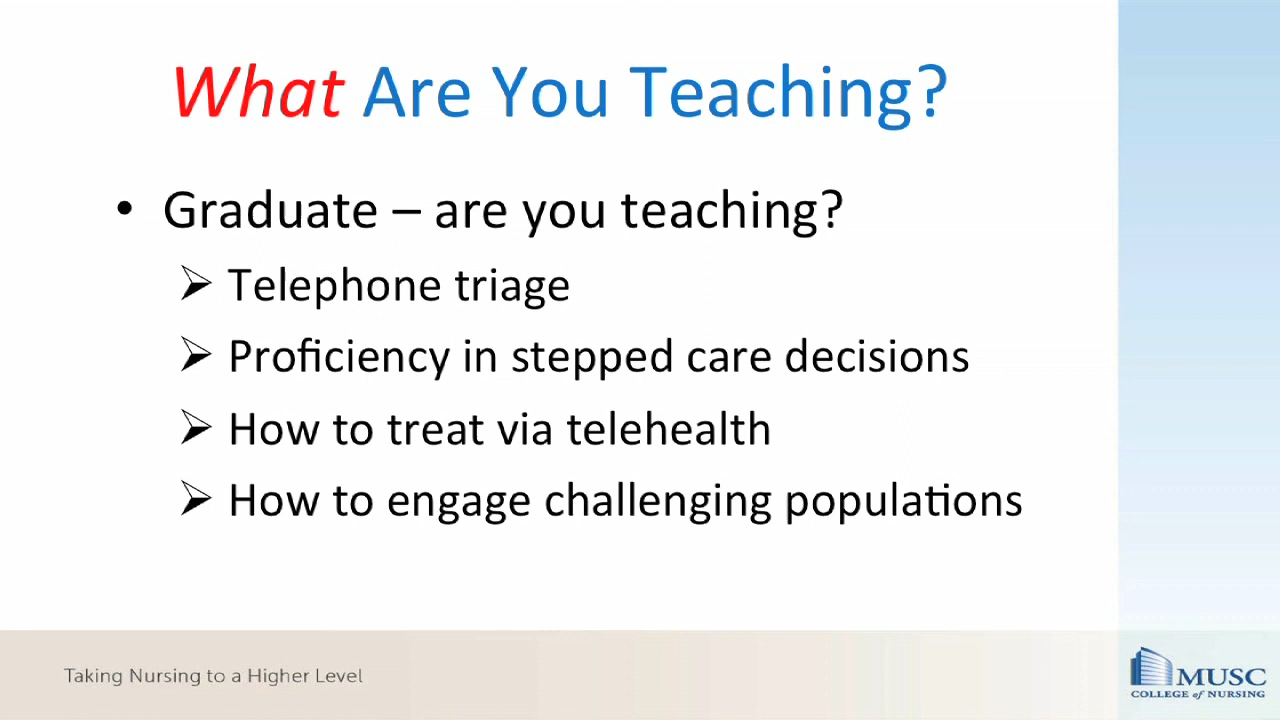 What Are You Teaching?
• Graduate – are you teaching?
➢ Telephone triage
➢ Proficiency in stepped care decisions
➢ How to treat via telehealth
➢ How to engage challenging populations
Taking Nursing to a Higher Level
MUSC
COLLEGE of NURSING